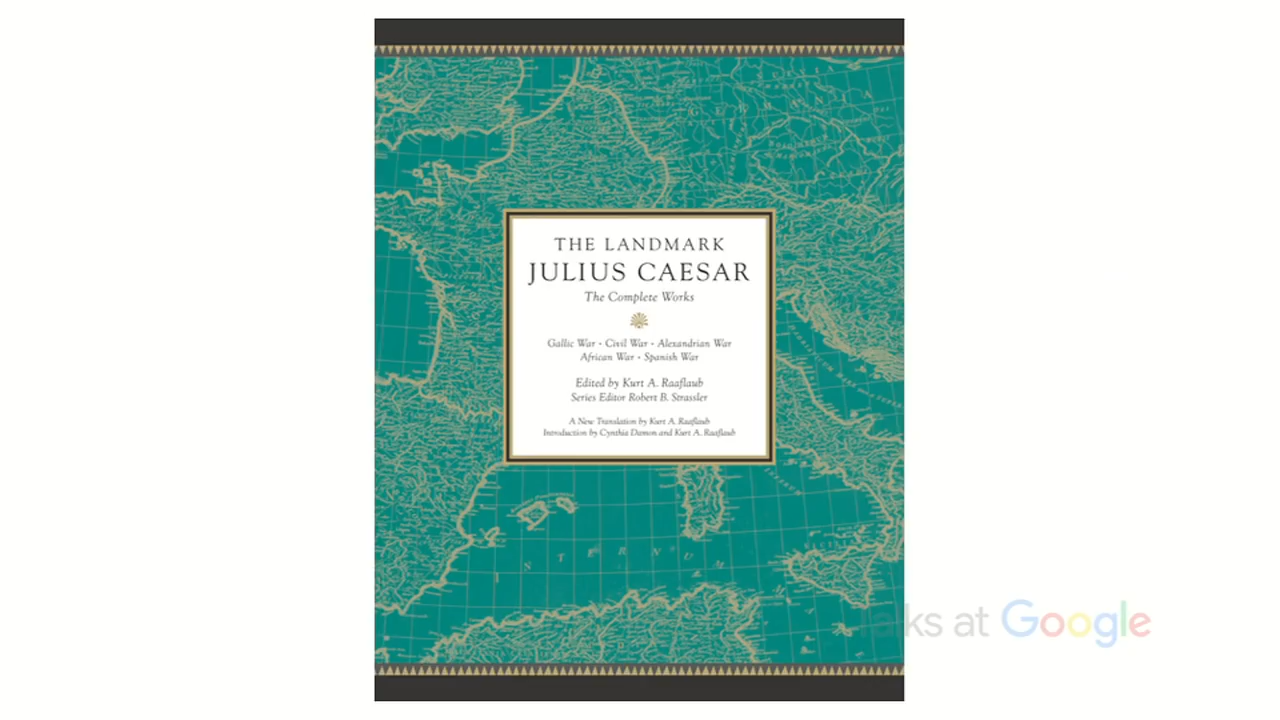 THE LANDMARK
JULIUS CAESAR
The Complete Works
Gallic War • Civil War • Alexandrian War
African War • Spanish War
Edited by Kurt A. Raaflaub
Series Editor Robert B. Strassler
A New Translation by Kurt A. Raaflaub
Introduction by Cynthia Damon and Kurt A. Raaflaub
INTERNUM
Talks at Google